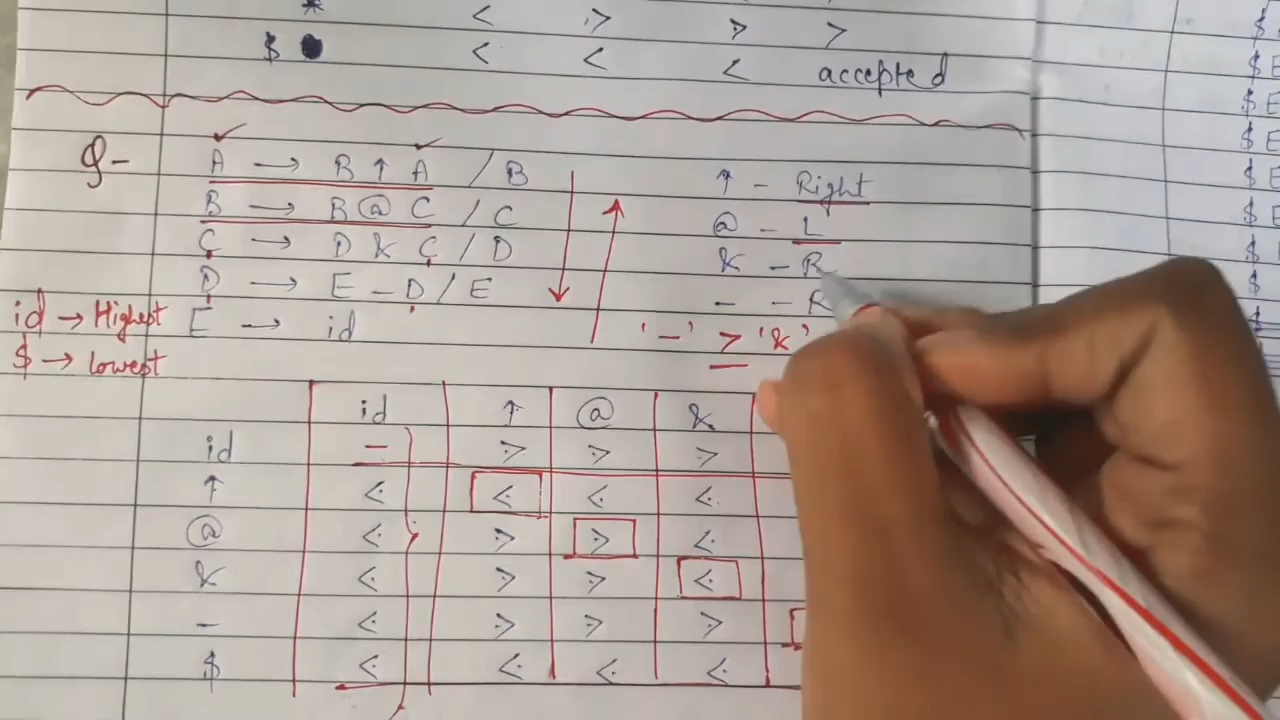 *
< ⋗ ⋗ >
$ ● < < < accepted
$
$ E
$ E
$ E
$ E
$ E
$
$
Q- A → B ↑ A / B
B → B @ C / C
C → D & C / D
D → E - D / E
E → id
↑ - Right
@ - L
& - R
- - R
'-' > '&'
id → Highest
$ → lowest
id ↑ @ &
id - ⋗ ⋗ ⋗
↑ ⋖ ⋖ ⋖ ⋖
@ ⋖ ⋗ ⋗ ⋖
& ⋖ ⋗ ⋗ ⋖
- ⋖ ⋗ ⋗ ⋗
$ ⋖ ⋖ ⋖ ⋖